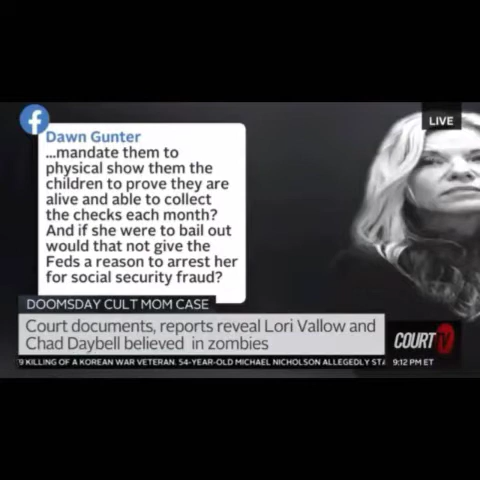 LIVE
Dawn Gunter
...mandate them to
physical show them the
children to prove they are
alive and able to collect
the checks each month?
And if she were to bail out
would that not give the
Feds a reason to arrest her
for social security fraud?
DOOMSDAY CULT MOM CASE
Court documents, reports reveal Lori Vallow and
Chad Daybell believed in zombies
COURT TV
9 KILLING OF A KOREAN WAR VETERAN. 54-YEAR-OLD MICHAEL NICHOLSON ALLEGEDLY ST
9:12 PM ET